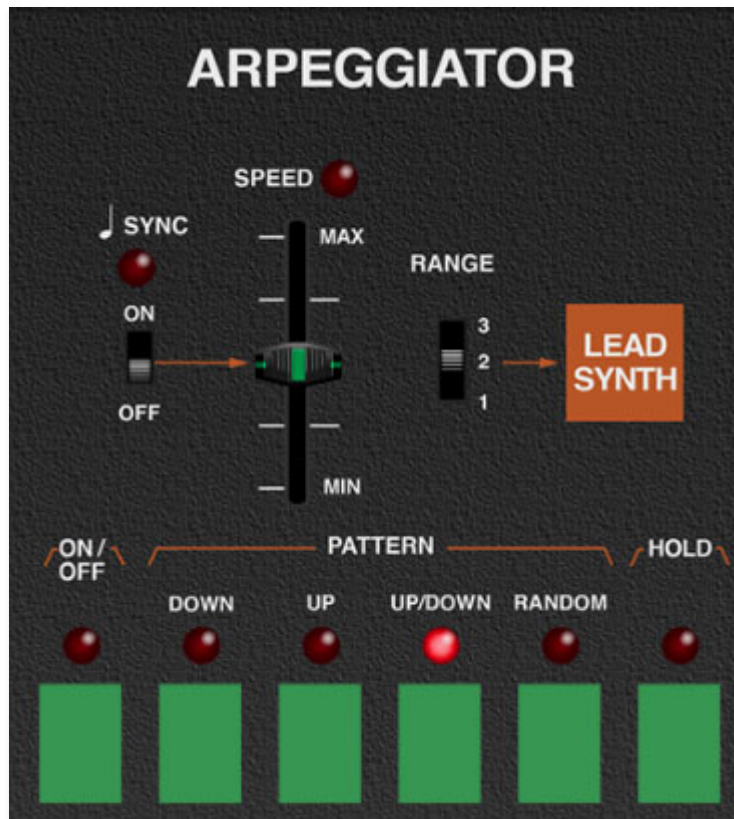 ARPEGGIATOR
SPEED
♩ SYNC
MAX
RANGE
ON
3
LEAD
2
SYNTH
1
OFF
MIN
ON/
OFF
PATTERN
HOLD
DOWN UP UP/DOWN RANDOM